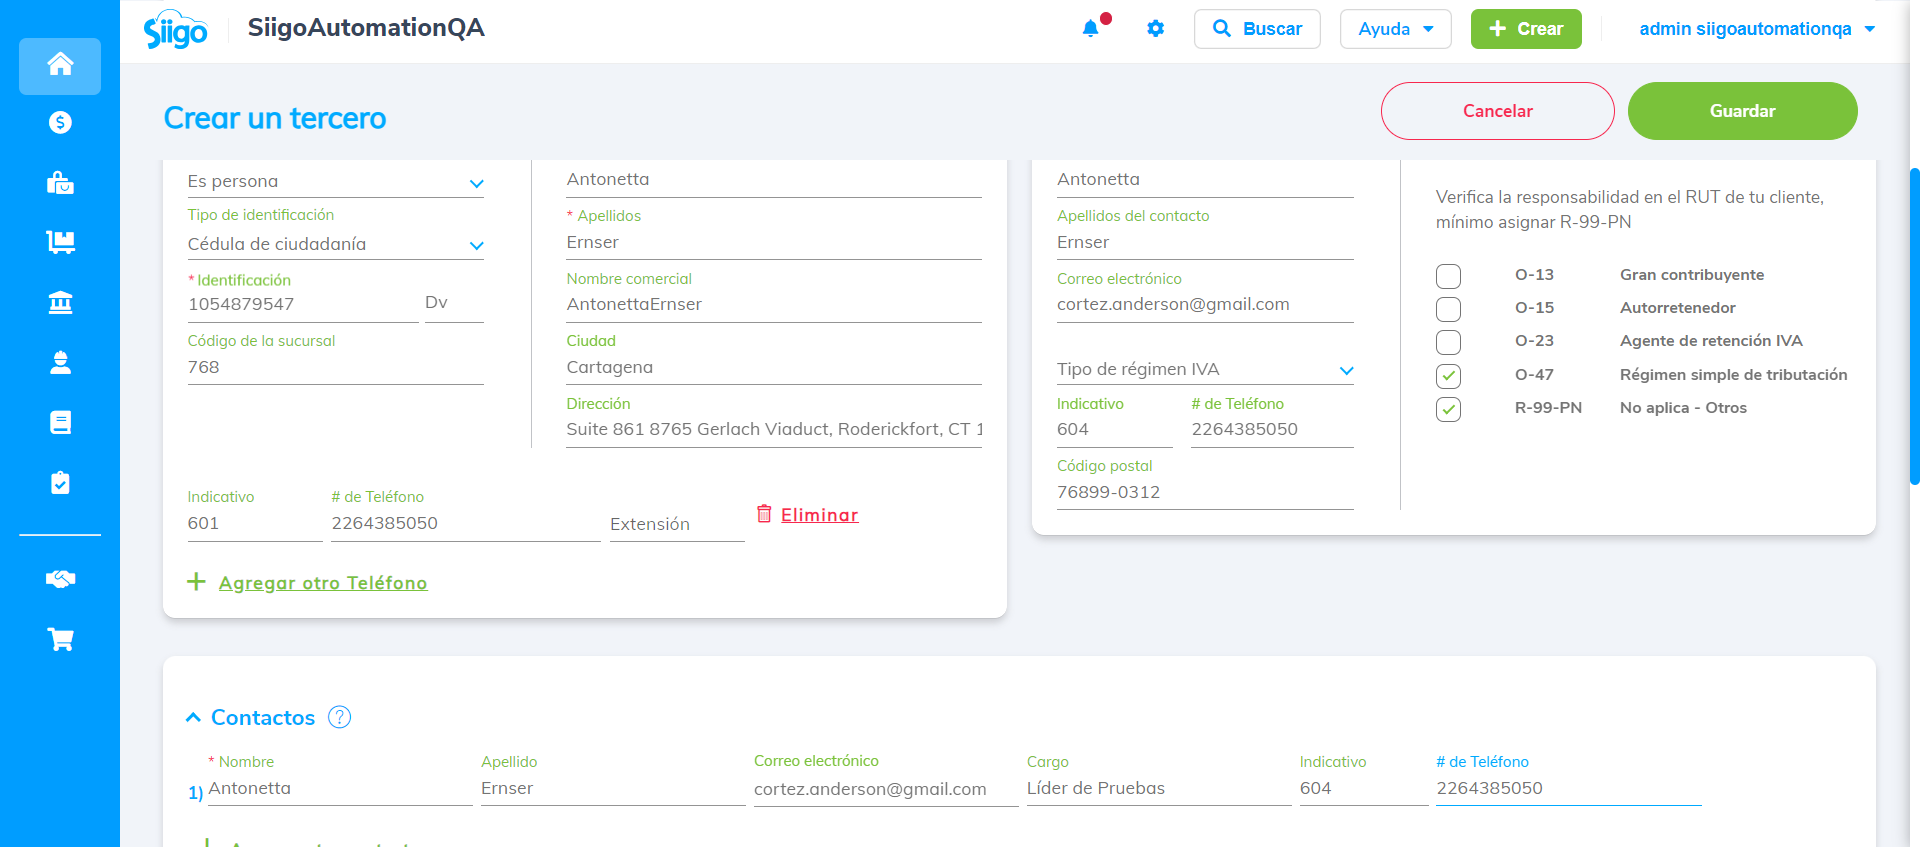 Siigo
SiigoAutomationQA
Buscar
Ayuda
Crear
admin siigoautomationqa
Crear un tercero
Cancelar
Guardar
Es persona
Tipo de identificación
Cédula de ciudadanía
* Identificación
1054879547
Dv
Código de la sucursal
768
Antonetta
* Apellidos
Ernser
Nombre comercial
AntonettaErnser
Ciudad
Cartagena
Dirección
Suite 861 8765 Gerlach Viaduct, Roderickfort, CT 1
Indicativo
601
# de Teléfono
2264385050
Extensión
Eliminar
Agregar otro Teléfono
Antonetta
Apellidos del contacto
Ernser
Correo electrónico
cortez.anderson@gmail.com
Tipo de régimen IVA
Indicativo
604
# de Teléfono
2264385050
Código postal
76899-0312
Verifica la responsabilidad en el RUT de tu cliente,
mínimo asignar R-99-PN
O-13 Gran contribuyente
O-15 Autorretenedor
O-23 Agente de retención IVA
O-47 Régimen simple de tributación
R-99-PN No aplica - Otros
Contactos ?
* Nombre Apellido Correo electrónico Cargo Indicativo # de Teléfono
1) Antonetta Ernser cortez.anderson@gmail.com Líder de Pruebas 604 2264385050